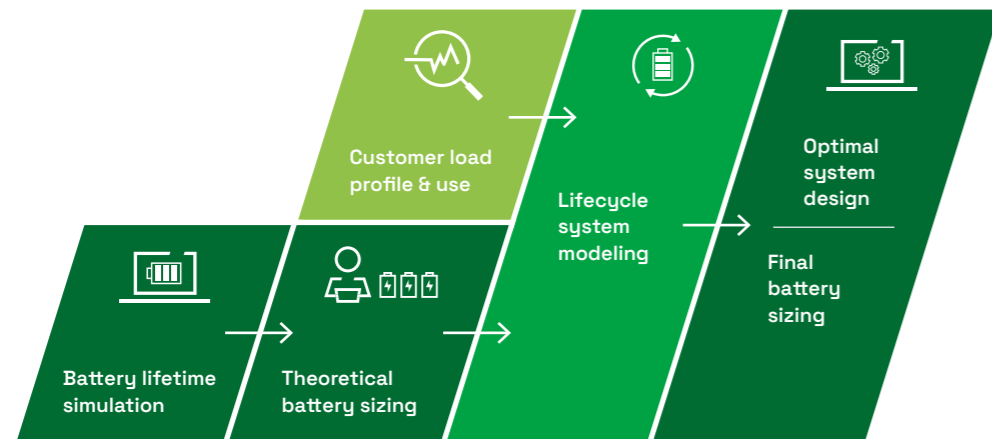 Customer load
profile & use
Battery lifetime
simulation
Theoretical
battery sizing
Lifecycle
system
modeling
Optimal
system
design
Final
battery
sizing